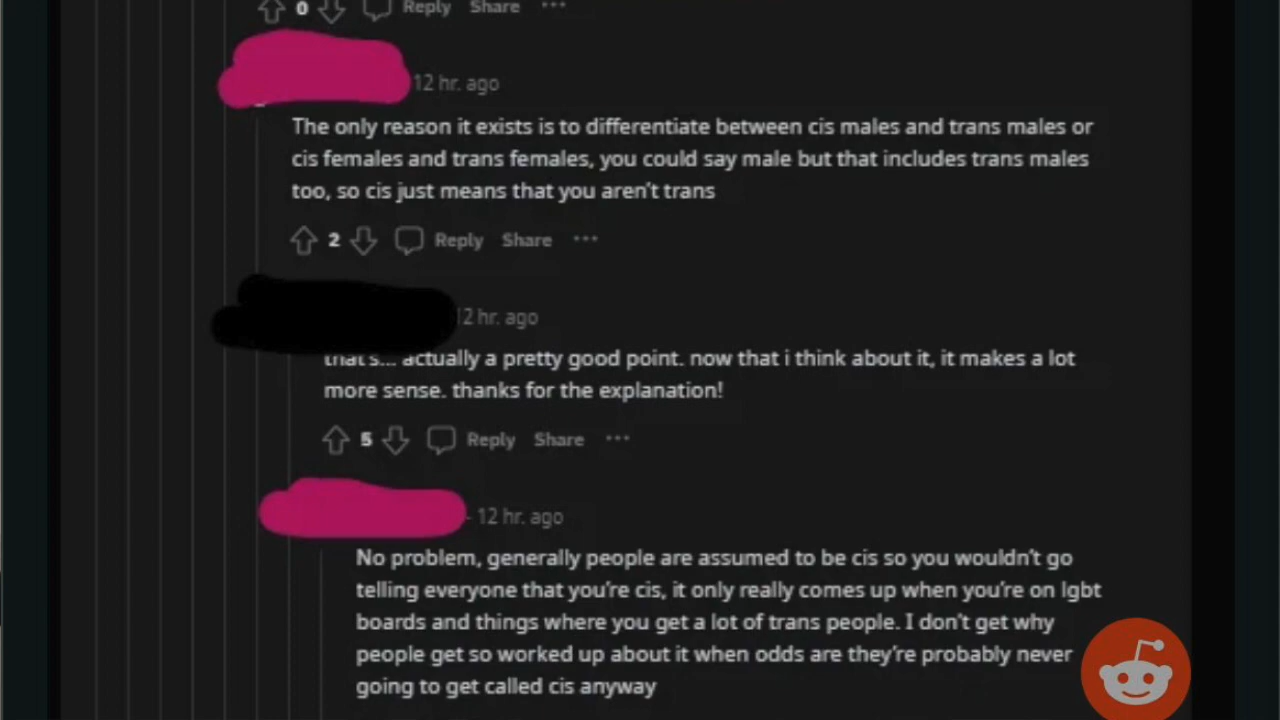 0 Reply Share ...
12 hr. ago
The only reason it exists is to differentiate between cis males and trans males or
cis females and trans females, you could say male but that includes trans males
too, so cis just means that you aren't trans
2 Reply Share ...
2 hr. ago
that's... actually a pretty good point. now that i think about it, it makes a lot
more sense. thanks for the explanation!
5 Reply Share ...
- 12 hr. ago
No problem, generally people are assumed to be cis so you wouldn't go
telling everyone that you're cis, it only really comes up when you're on lgbt
boards and things where you get a lot of trans people. I don't get why
people get so worked up about it when odds are they're probably never
going to get called cis anyway